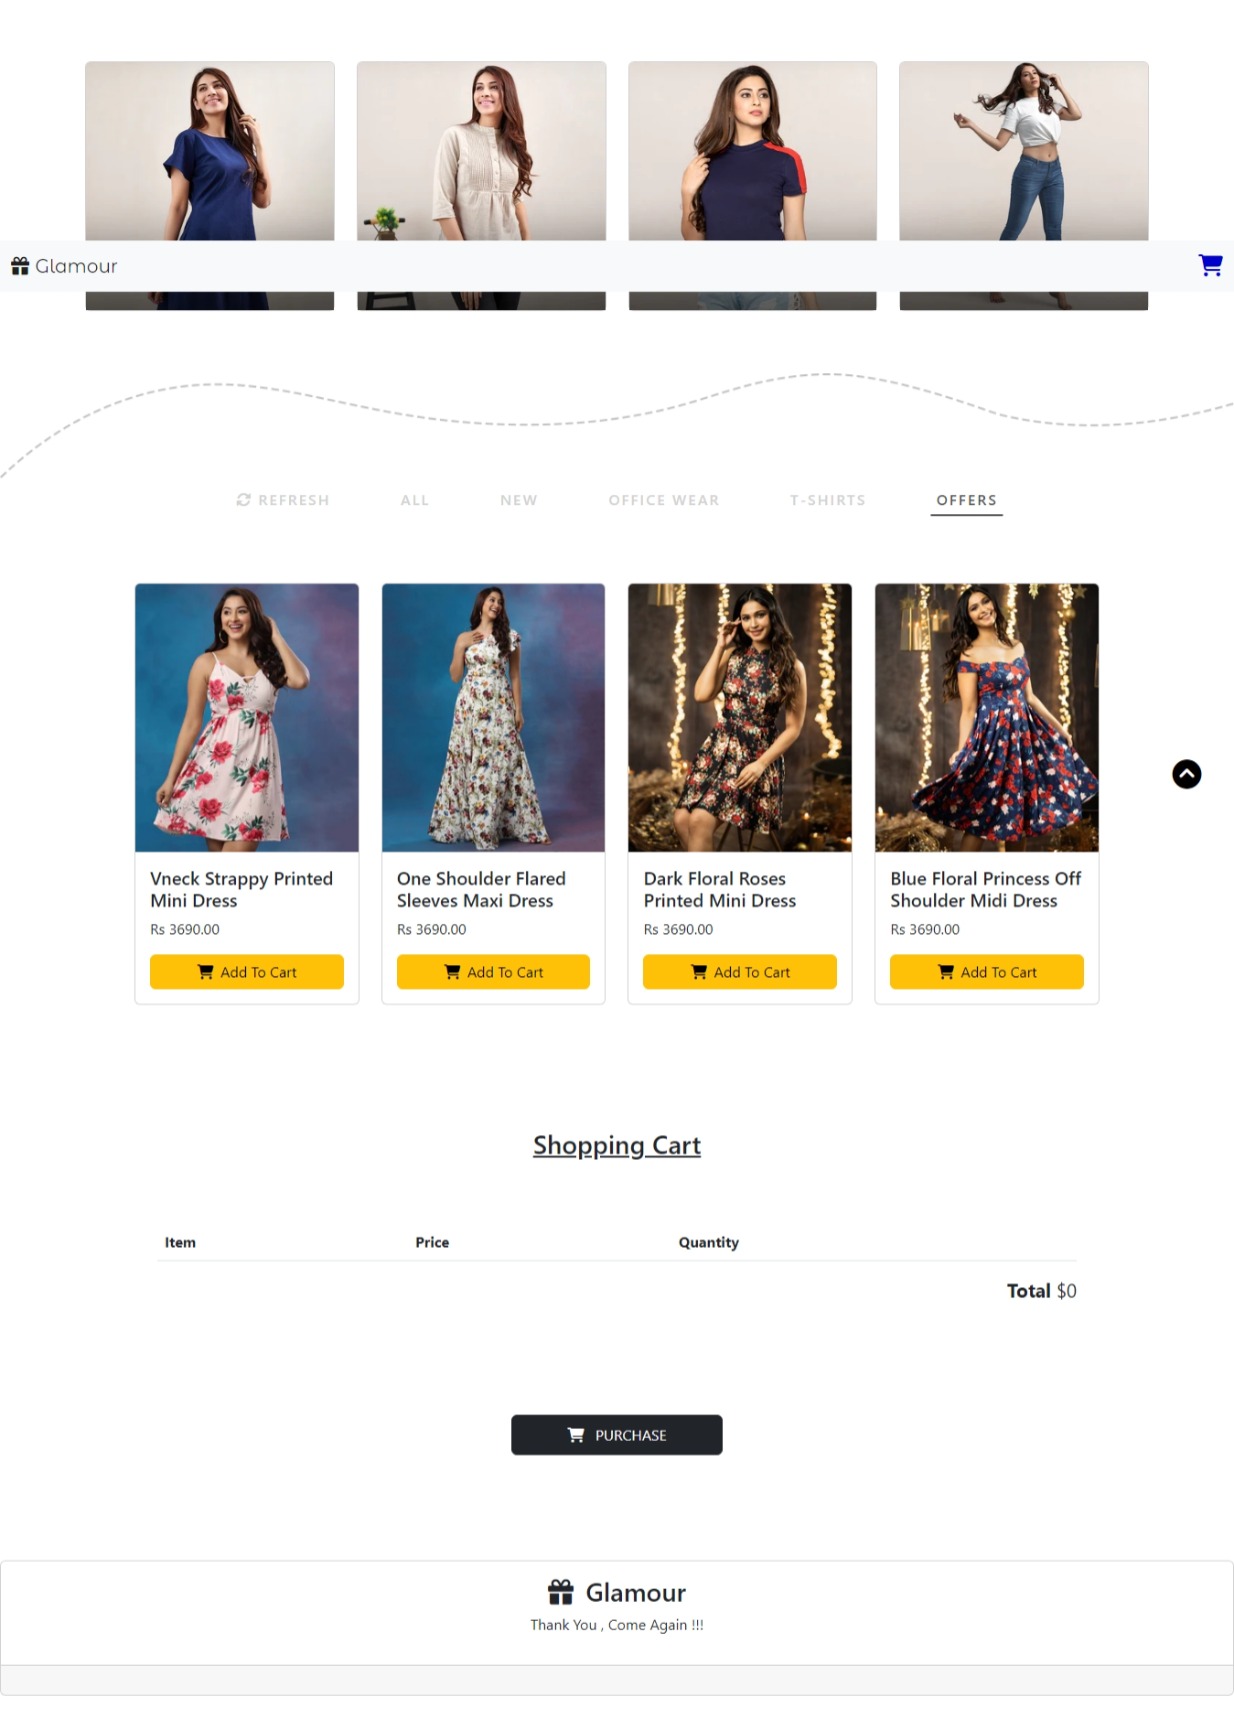 Glamour
REFRESH ALL NEW OFFICE WEAR T-SHIRTS OFFERS
Vneck Strappy Printed
Mini Dress
Rs 3690.00
Add To Cart
One Shoulder Flared
Sleeves Maxi Dress
Rs 3690.00
Add To Cart
Dark Floral Roses
Printed Mini Dress
Rs 3690.00
Add To Cart
Blue Floral Princess Off
Shoulder Midi Dress
Rs 3690.00
Add To Cart
Shopping Cart
Item Price Quantity
Total $0
PURCHASE
Glamour
Thank You , Come Again !!!